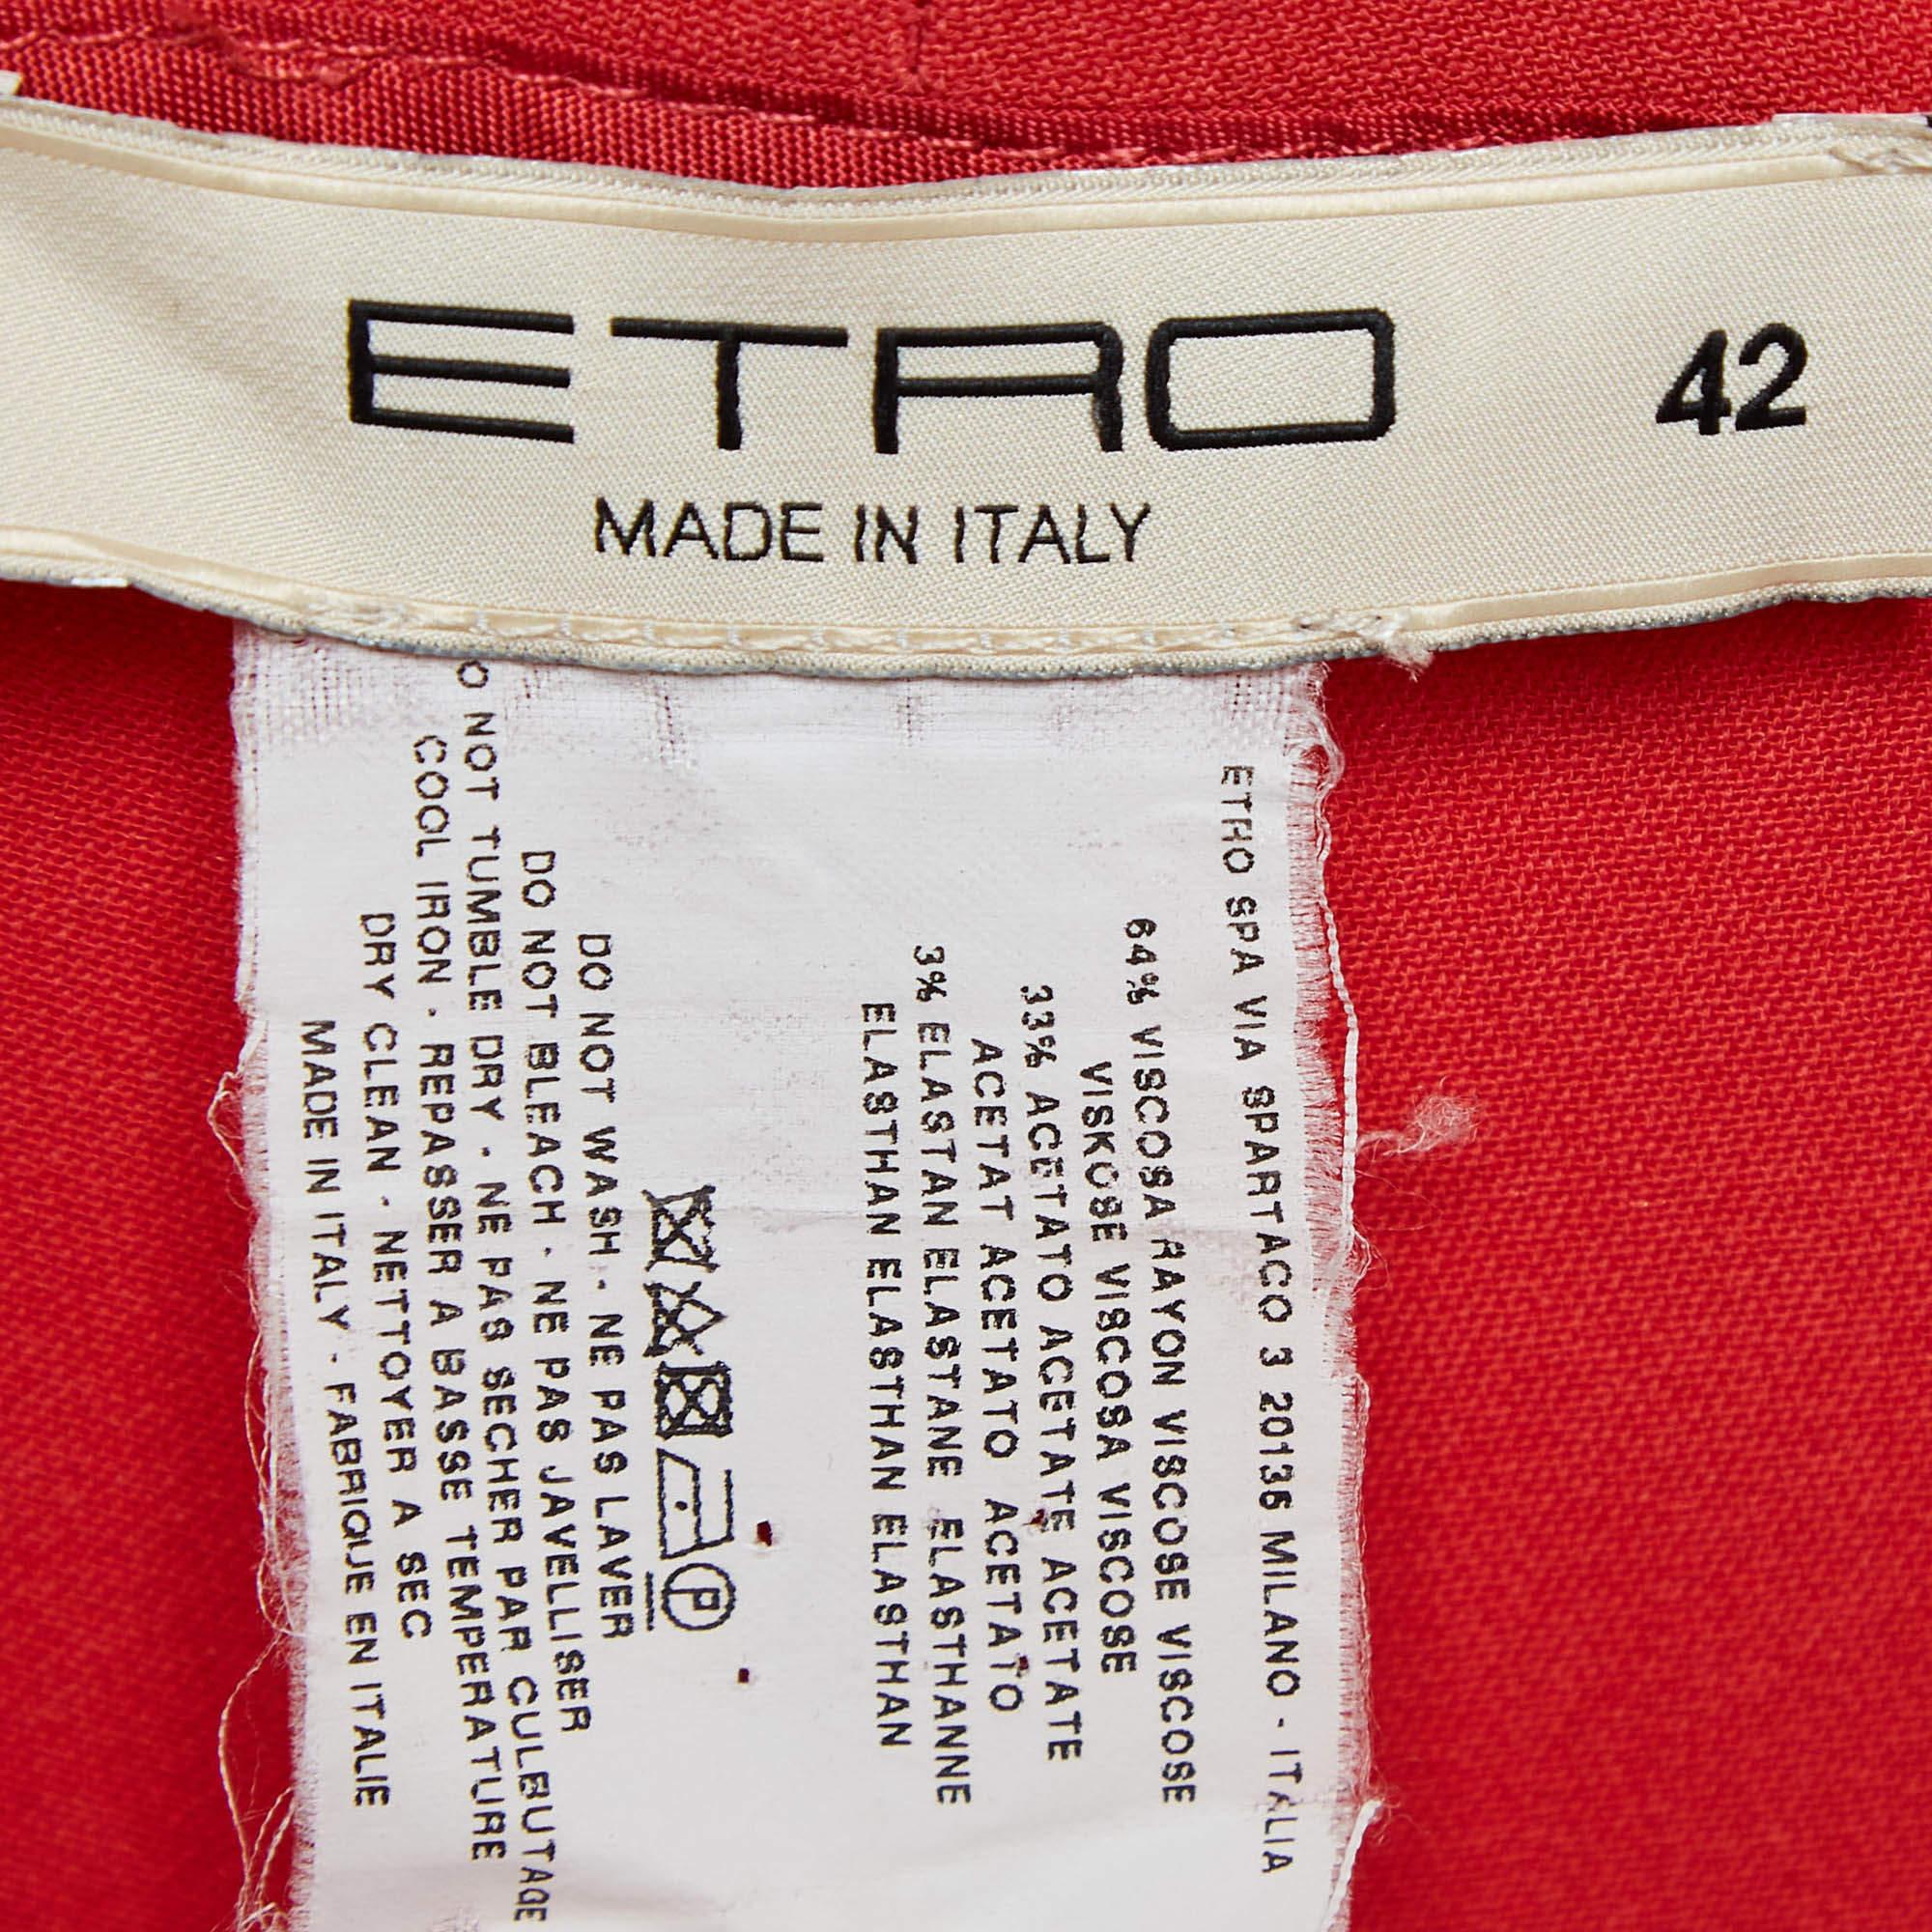 ETRO 42
MADE IN ITALY
ETRO SPA VIA SPARTACO 3 20136 MILANO - ITALIA
64% VISCOSA RAYON VISCOSE VISCOSE
VISKOSE VISCOSA VISCOSE
33% ACETATO ACETATE ACETATE
ACETAT ACETATO ACETATO
3% ELASTAN ELASTANE ELASTHANNE
ELASTHAN ELASTHAN ELASTHAN
P
DO NOT WASH - NE PAS LAVER
DO NOT BLEACH - NE PAS JAVELLISER
O NOT TUMBLE DRY - NE PAS SECHER PAR CULBUTAGE
COOL IRON - REPASSER A BASSE TEMPERATURE
DRY CLEAN - NETTOYER A SEC
MADE IN ITALY - FABRIQUE EN ITALIE